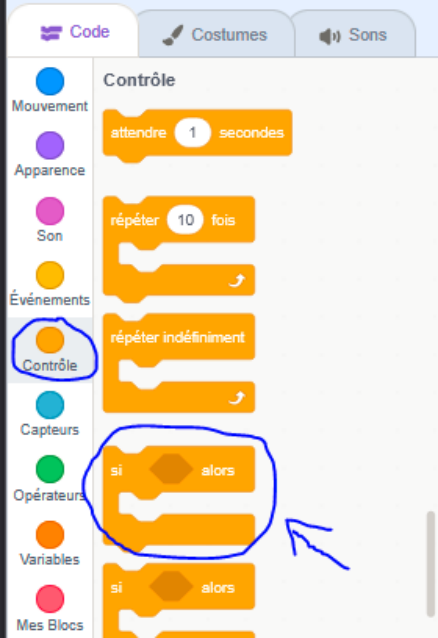 Code
Costumes
Sons
Mouvement
Apparence
Son
Événements
Contrôle
Capteurs
Opérateurs
Variables
Mes Blocs
Contrôle
attendre 1 secondes
répéter 10 fois
répéter indéfiniment
si alors
si alors